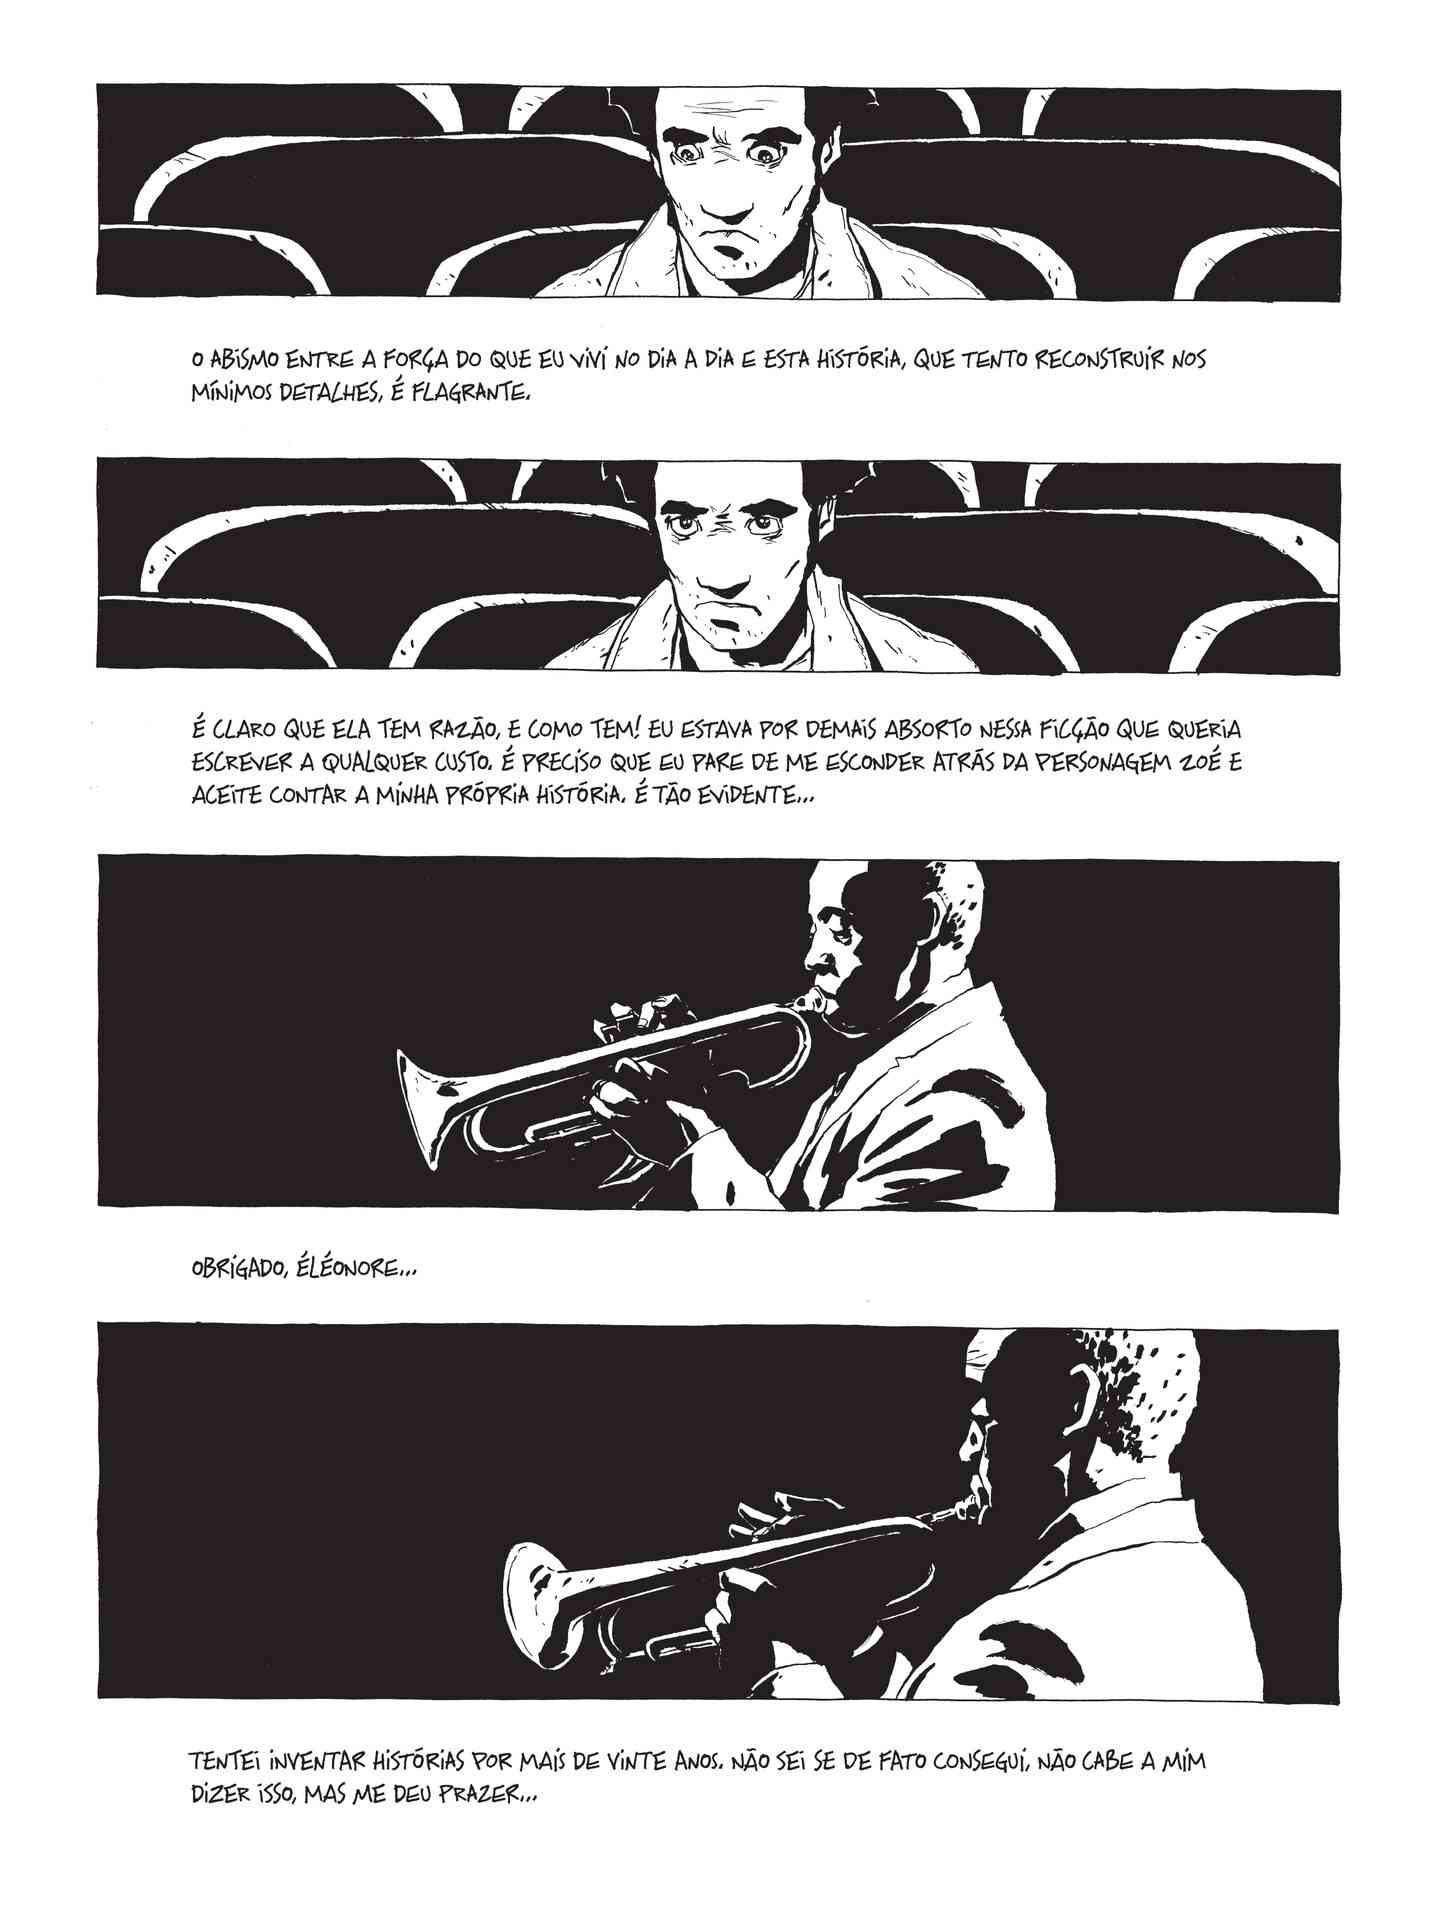 O ABISMO ENTRE A FORÇA DO QUE EU VIVI NO DIA A DIA E ESTA HISTÓRIA, QUE TENTO RECONSTRUIR NOS
MÍNIMOS DETALHES, É FLAGRANTE.
É CLARO QUE ELA TEM RAZÃO, E COMO TEM! EU ESTAVA POR DEMAIS ABSORTO NESSA FICÇÃO QUE QUERIA
ESCREVER A QUALQUER CUSTO. É PRECISO QUE EU PARE DE ME ESCONDER ATRÁS DA PERSONAGEM ZOÉ E
ACEITE CONTAR A MINHA PRÓPRIA HISTÓRIA. É TÃO EVIDENTE...
OBRIGADO, ÉLÉONORE...
TENTEI INVENTAR HISTÓRIAS POR MAIS DE VINTE ANOS. NÃO SEI SE DE FATO CONSEGUI, NÃO CABE A MIM
DIZER ISSO, MAS ME DEU PRAZER...